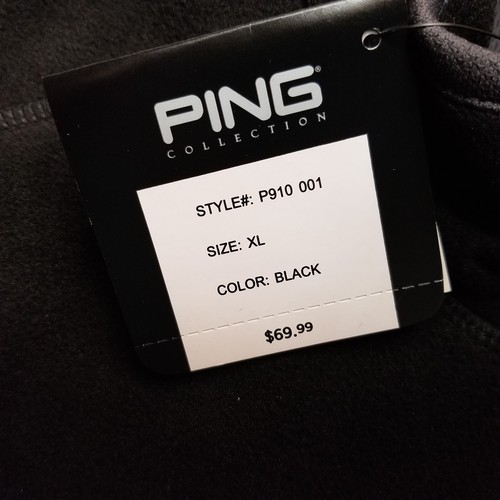 PING®
COLLECTION
STYLE#: P910 001
SIZE: XL
COLOR: BLACK
$69.99